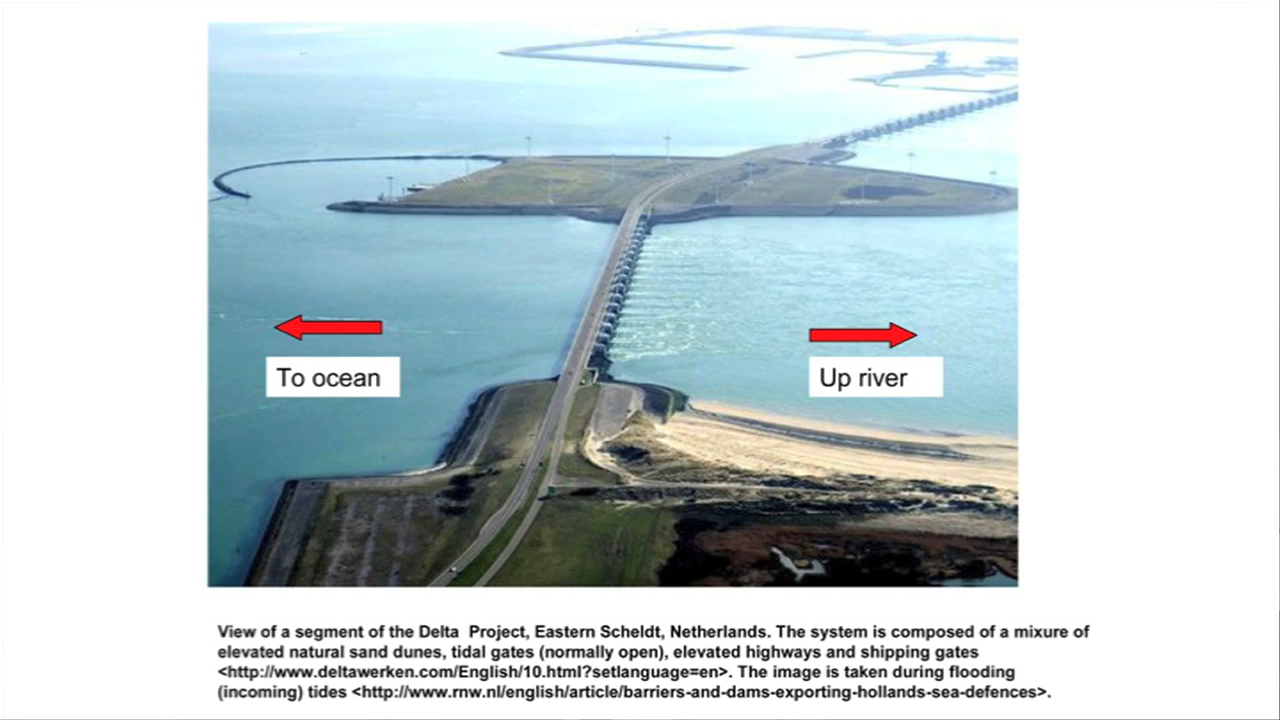 To ocean
Up river
View of a segment of the Delta  Project, Eastern Scheldt, Netherlands. The system is composed of a mixure of
elevated natural sand dunes, tidal gates (normally open), elevated highways and shipping gates
<http://www.deltawerken.com/English/10.html?setlanguage=en>. The image is taken during flooding
(incoming) tides <http://www.rnw.nl/english/article/barriers-and-dams-exporting-hollands-sea-defences>.